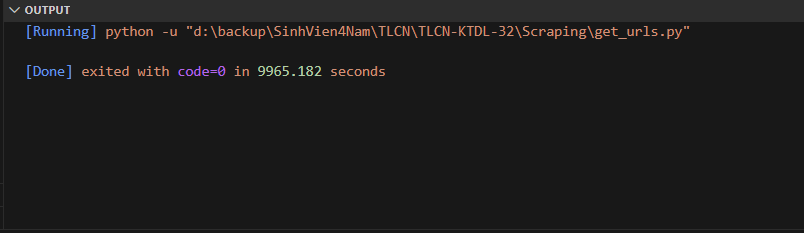 OUTPUT
[Running] python -u "d:\backup\SinhVien4Nam\TLCN\TLCN-KTDL-32\Scraping\get_urls.py"
[Done] exited with code=0 in 9965.182 seconds